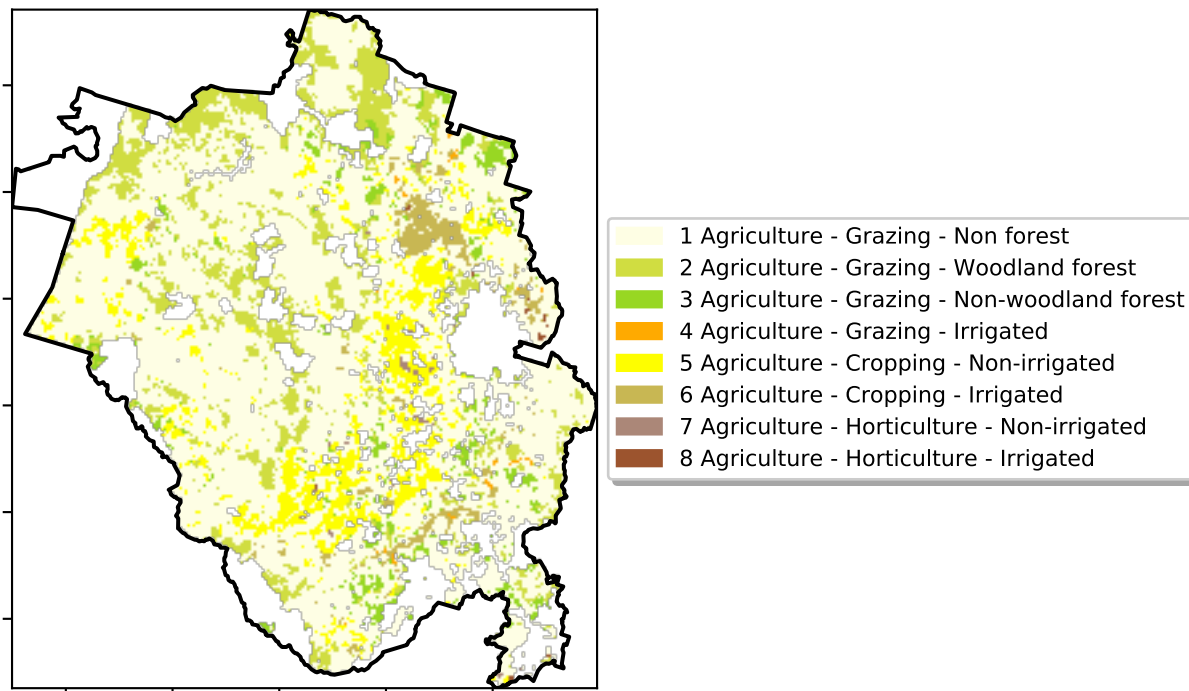 1 Agriculture - Grazing - Non forest
2 Agriculture - Grazing - Woodland forest
3 Agriculture - Grazing - Non-woodland forest
4 Agriculture - Grazing - Irrigated
5 Agriculture - Cropping - Non-irrigated
6 Agriculture - Cropping - Irrigated
7 Agriculture - Horticulture - Non-irrigated
8 Agriculture - Horticulture - Irrigated